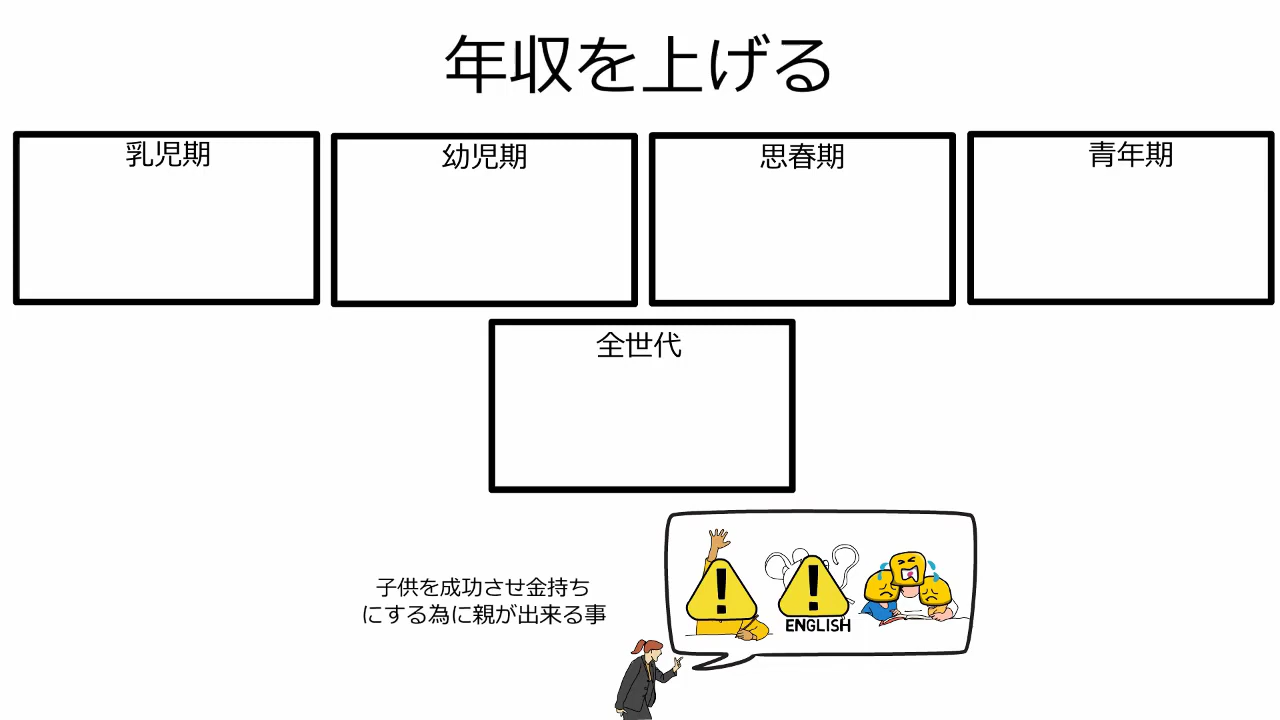 年収を上げる
乳児期
幼児期
思春期
青年期
全世代
子供を成功させ金持ち
にする為に親が出来る事
ENGLISH